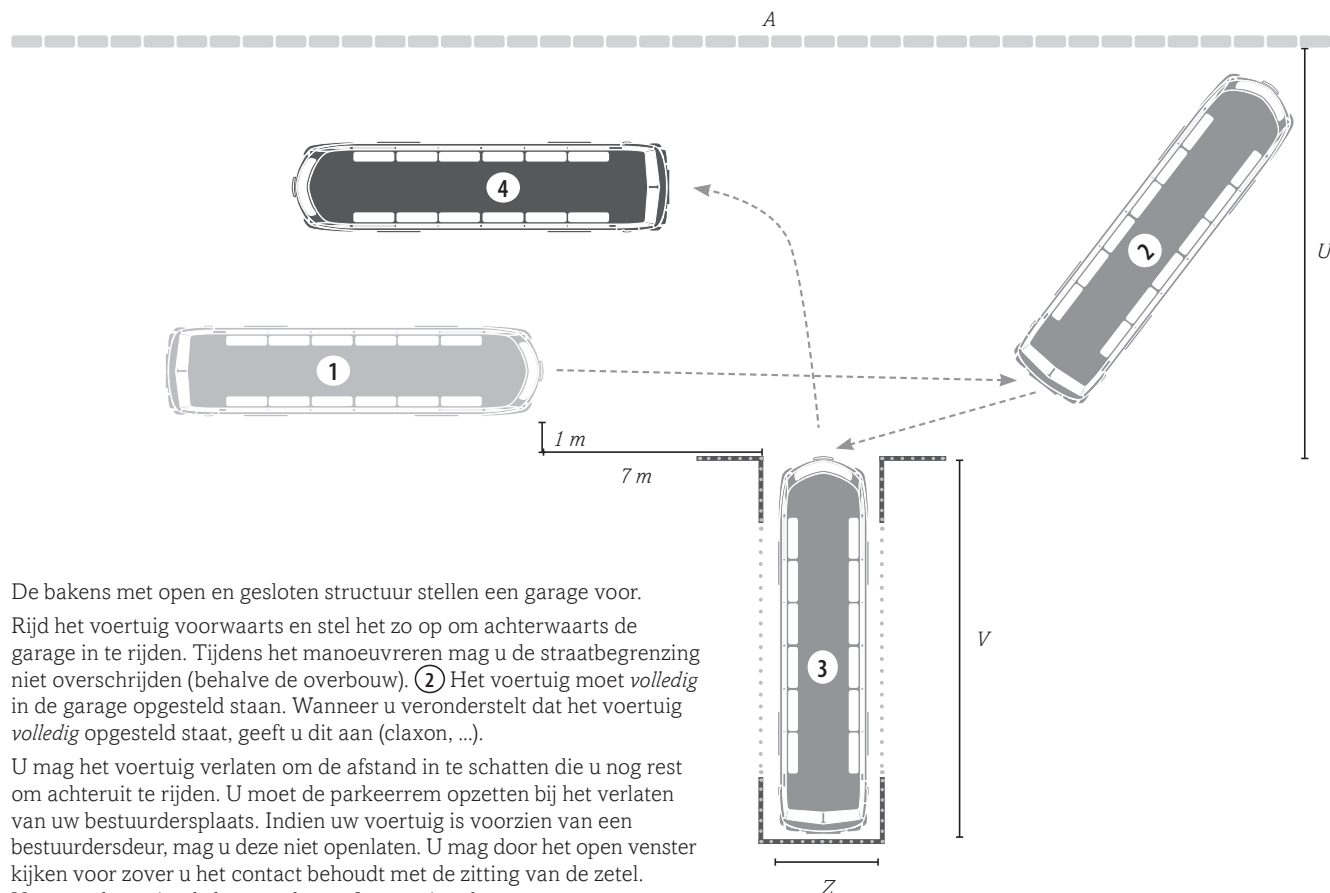 A
4
2
U
1
1 m
7 m
V
3
De bakens met open en gesloten structuur stellen een garage voor.
Rijd het voertuig voorwaarts en stel het zo op om achterwaarts de
garage in te rijden. Tijdens het manoeuvreren mag u de straatbegrenzing
niet overschrijden (behalve de overbouw). 2 Het voertuig moet volledig
in de garage opgesteld staan. Wanneer u veronderstelt dat het voertuig
volledig opgesteld staat, geeft u dit aan (claxon, ...).
U mag het voertuig verlaten om de afstand in te schatten die u nog rest
om achteruit te rijden. U moet de parkeerrem opzetten bij het verlaten
van uw bestuurdersplaats. Indien uw voertuig is voorzien van een
bestuurdersdeur, mag u deze niet openlaten. U mag door het open venster
kijken voor zover u het contact behoudt met de zitting van de zetel.
Z